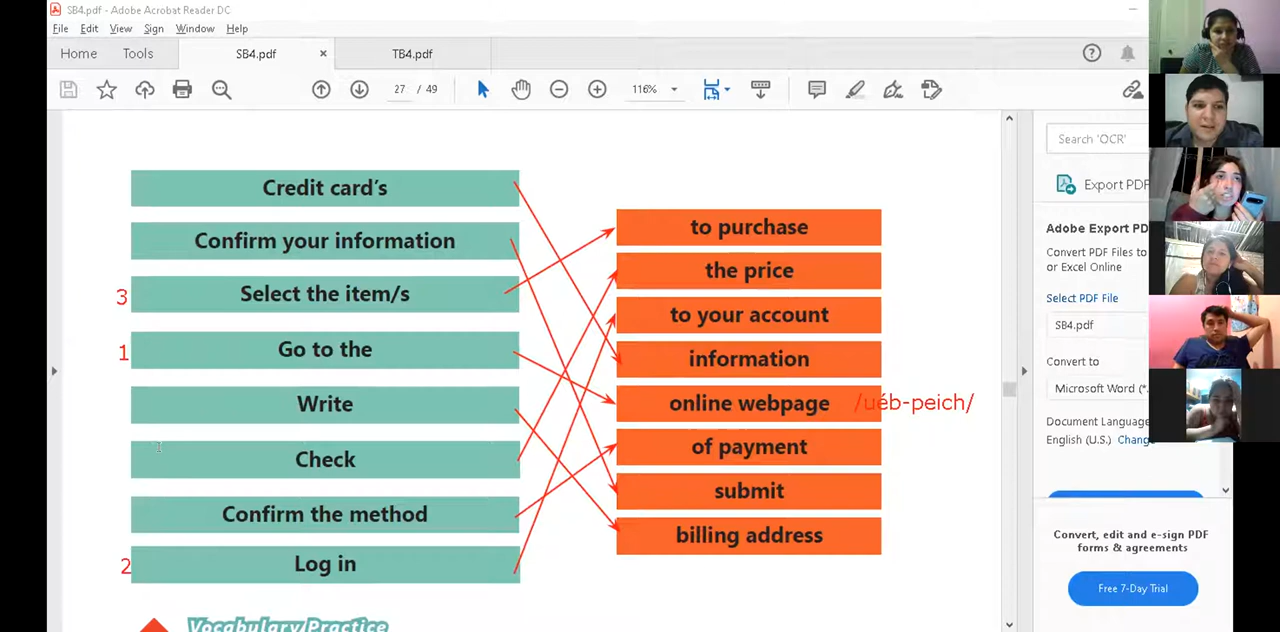 SB4.pdf - Adobe Acrobat Reader DC
File Edit View Sign Window Help
Home Tools SB4.pdf × TB4.pdf
27 / 49 116%
Credit card's
Confirm your information
3 Select the item/s
1 Go to the
Write
Check
Confirm the method
2 Log in
to purchase
the price
to your account
information
online webpage /uéb-peich/
of payment
submit
billing address
Vocabulary Practice
Search 'OCR'
Export PDF
Adobe Export PD
Convert PDF Files to
or Excel Online
Select PDF File
SB4.pdf
Convert to
Microsoft Word (*.
Document Language
English (U.S.) Change
Convert, edit and e-sign PDF
forms & agreements
Free 7-Day Trial